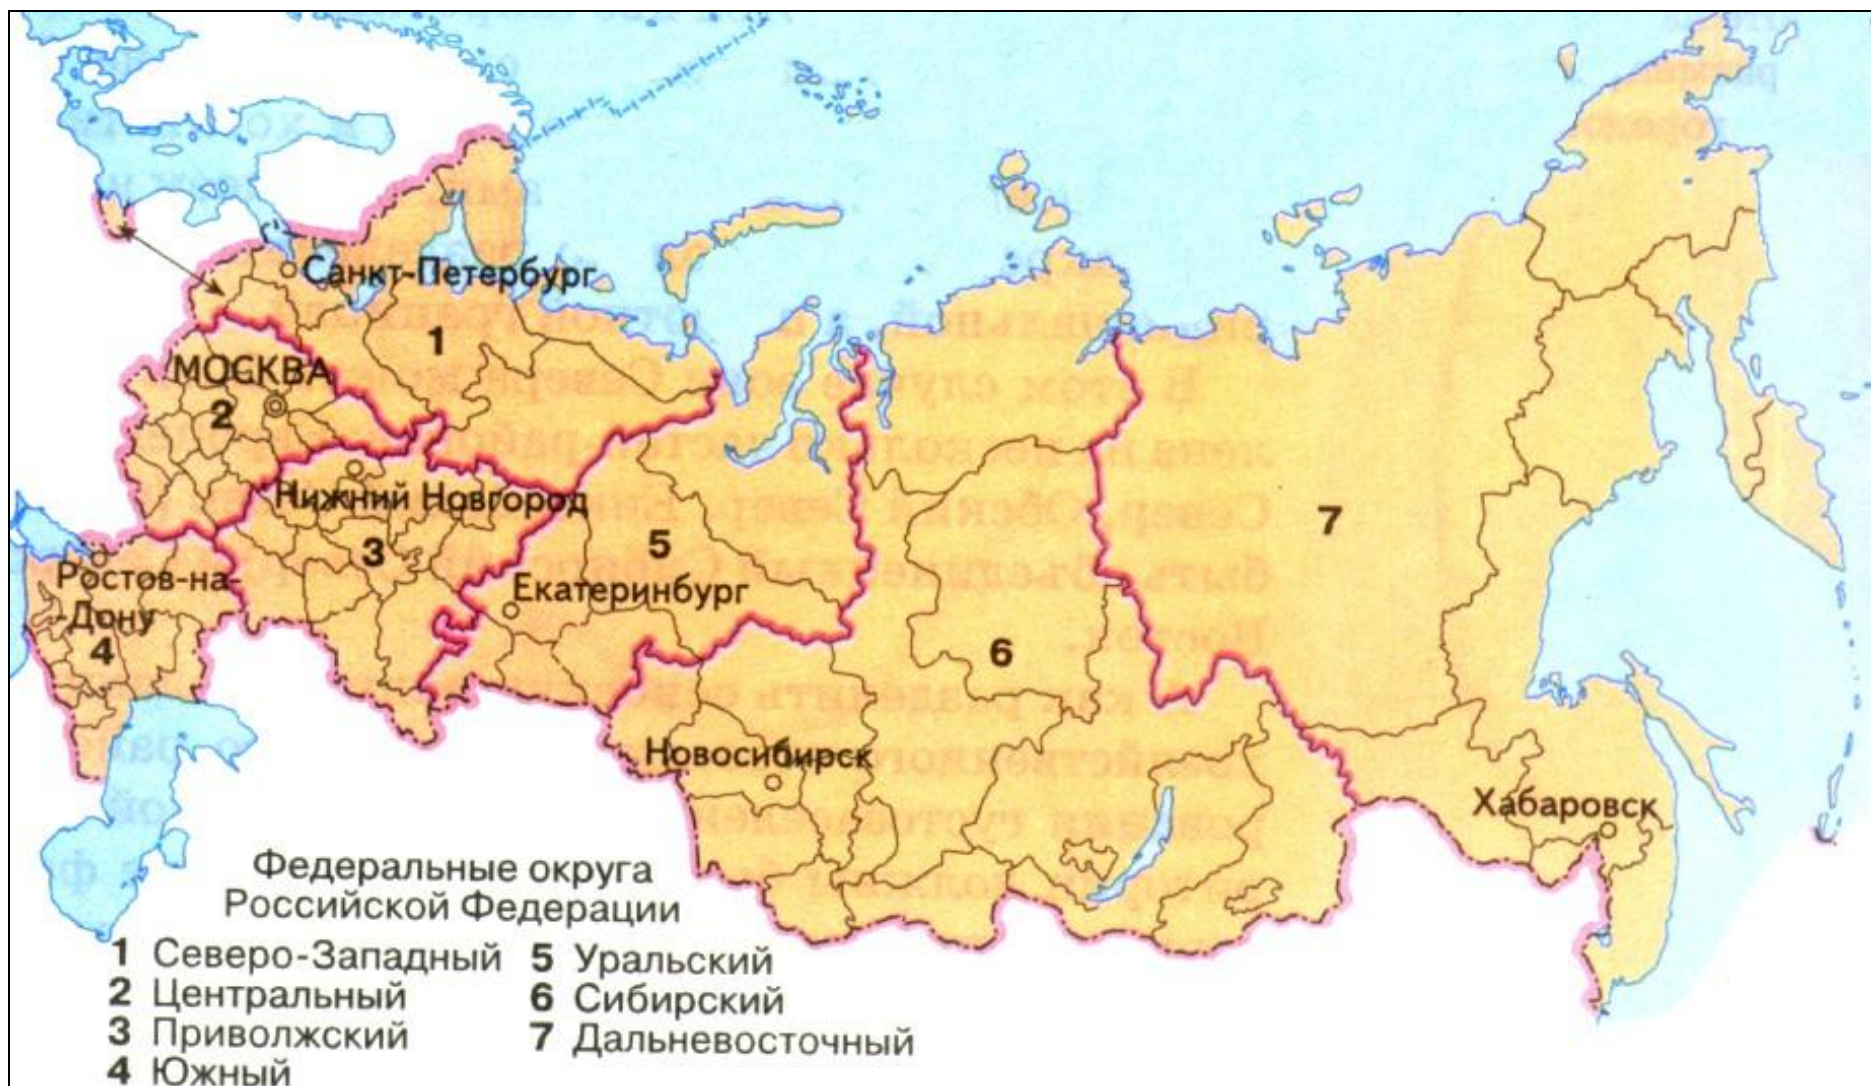 Санкт-Петербург
1
МОСКВА
2
Нижний Новгород
3
5
7
Ростов-на-
-Дону
4
Екатеринбург
6
Новосибирск
Хабаровск
Федеральные округа
Российской Федерации
1 Северо-Западный
2 Центральный
3 Приволжский
4 Южный
5 Уральский
6 Сибирский
7 Дальневосточный